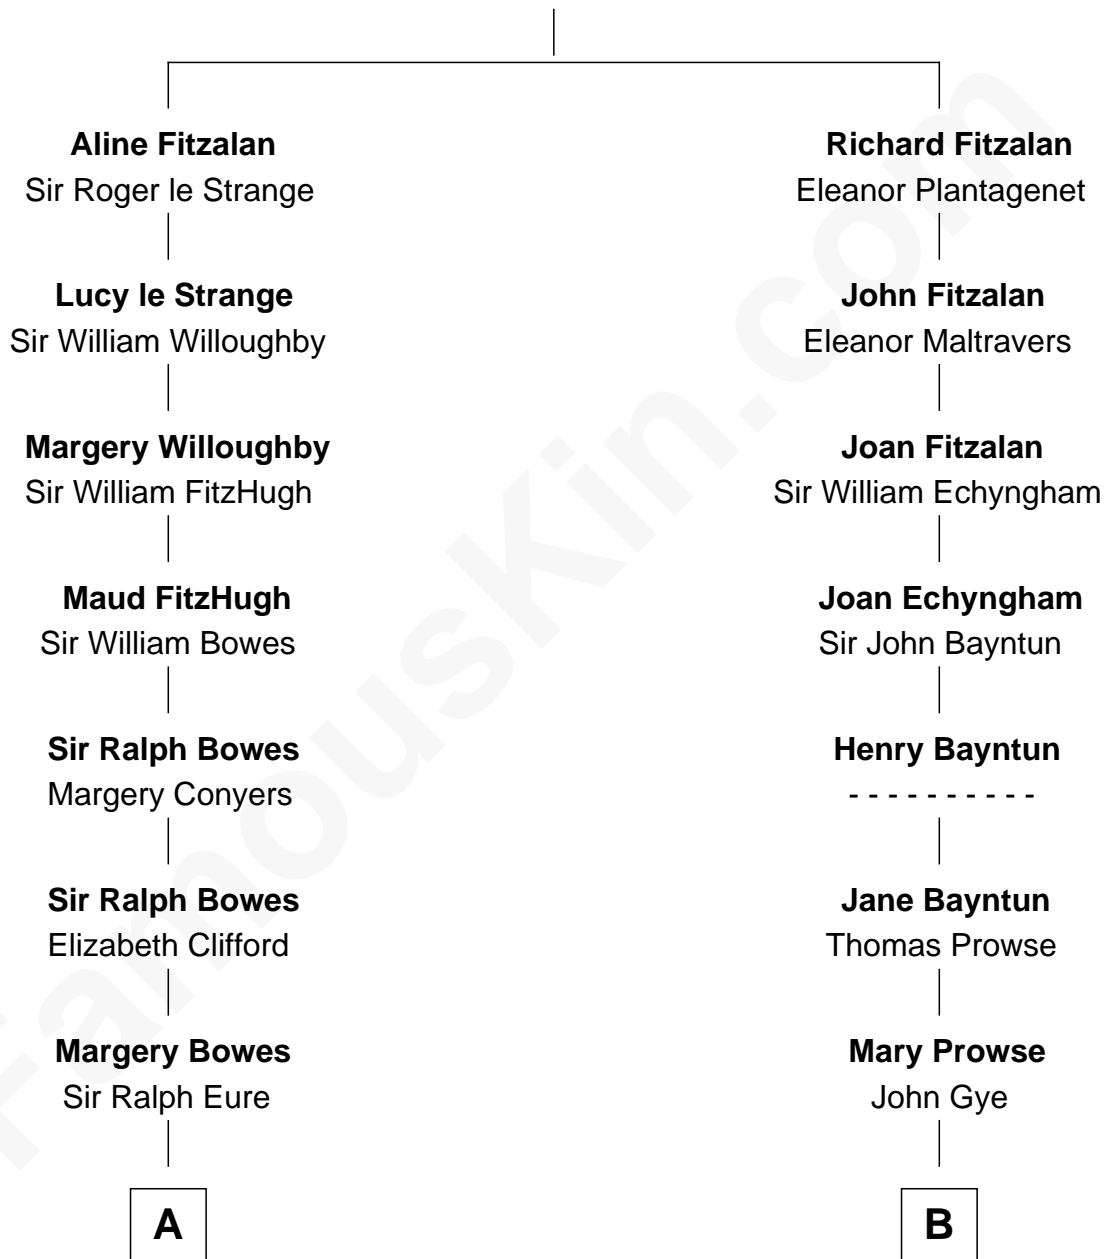 Aline Fitzalan
Sir Roger le Strange
Lucy le Strange
Sir William Willoughby
Margery Willoughby
Sir William FitzHugh
Maud FitzHugh
Sir William Bowes
Sir Ralph Bowes
Margery Conyers
Sir Ralph Bowes
Elizabeth Clifford
Margery Bowes
Sir Ralph Eure
A
Richard Fitzalan
Eleanor Plantagenet
John Fitzalan
Eleanor Maltravers
Joan Fitzalan
Sir William Echyngham
Joan Echyngham
Sir John Bayntun
Henry Bayntun
- - - - - - - - - -
Jane Bayntun
Thomas Prowse
Mary Prowse
John Gye
B
FamousKin.com